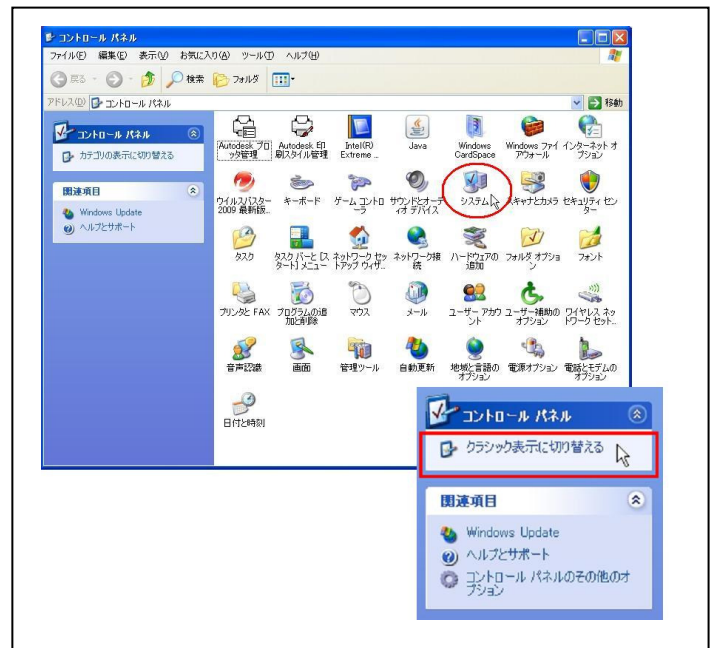 コントロール パネル
ファイル(F) 編集(E) 表示(V) お気に入り(A) ツール(T) ヘルプ(H)
戻る 検索 フォルダ
アドレス(D) コントロール パネル 移動
コントロール パネル
カテゴリの表示に切り替える
関連項目
Windows Update
ヘルプとサポート
Autodesk プロ
ッタ管理
Autodesk 印
刷スタイル管理
Intel(R)
Extreme ...
Java
Windows
CardSpace
Windows ファイ
アウォール
インターネット オ
プション
ウイルスバスター
2009 最新版...
キーボード
ゲーム コントロ
ーラ
サウンドとオーデ
ィオ デバイス
システム
スキャナとカメラ
セキュリティ セン
ター
タスク
タスク バーと [ス
タート] メニュー
ネットワーク セッ
トアップ ウィザ...
ネットワーク接
続
ハードウェアの
追加
フォルダ オプショ
ン
フォント
プリンタと FAX
プログラムの追
加と削除
マウス
メール
ユーザー アカウ
ント
ユーザー補助の
オプション
ワイヤレス ネッ
トワーク セット...
音声認識
画面
管理ツール
自動更新
地域と言語の
オプション
電源オプション
電話とモデムの
オプション
日付と時刻
コントロール パネル
クラシック表示に切り替える
関連項目
Windows Update
ヘルプとサポート
コントロール パネルのその他のオ
プション